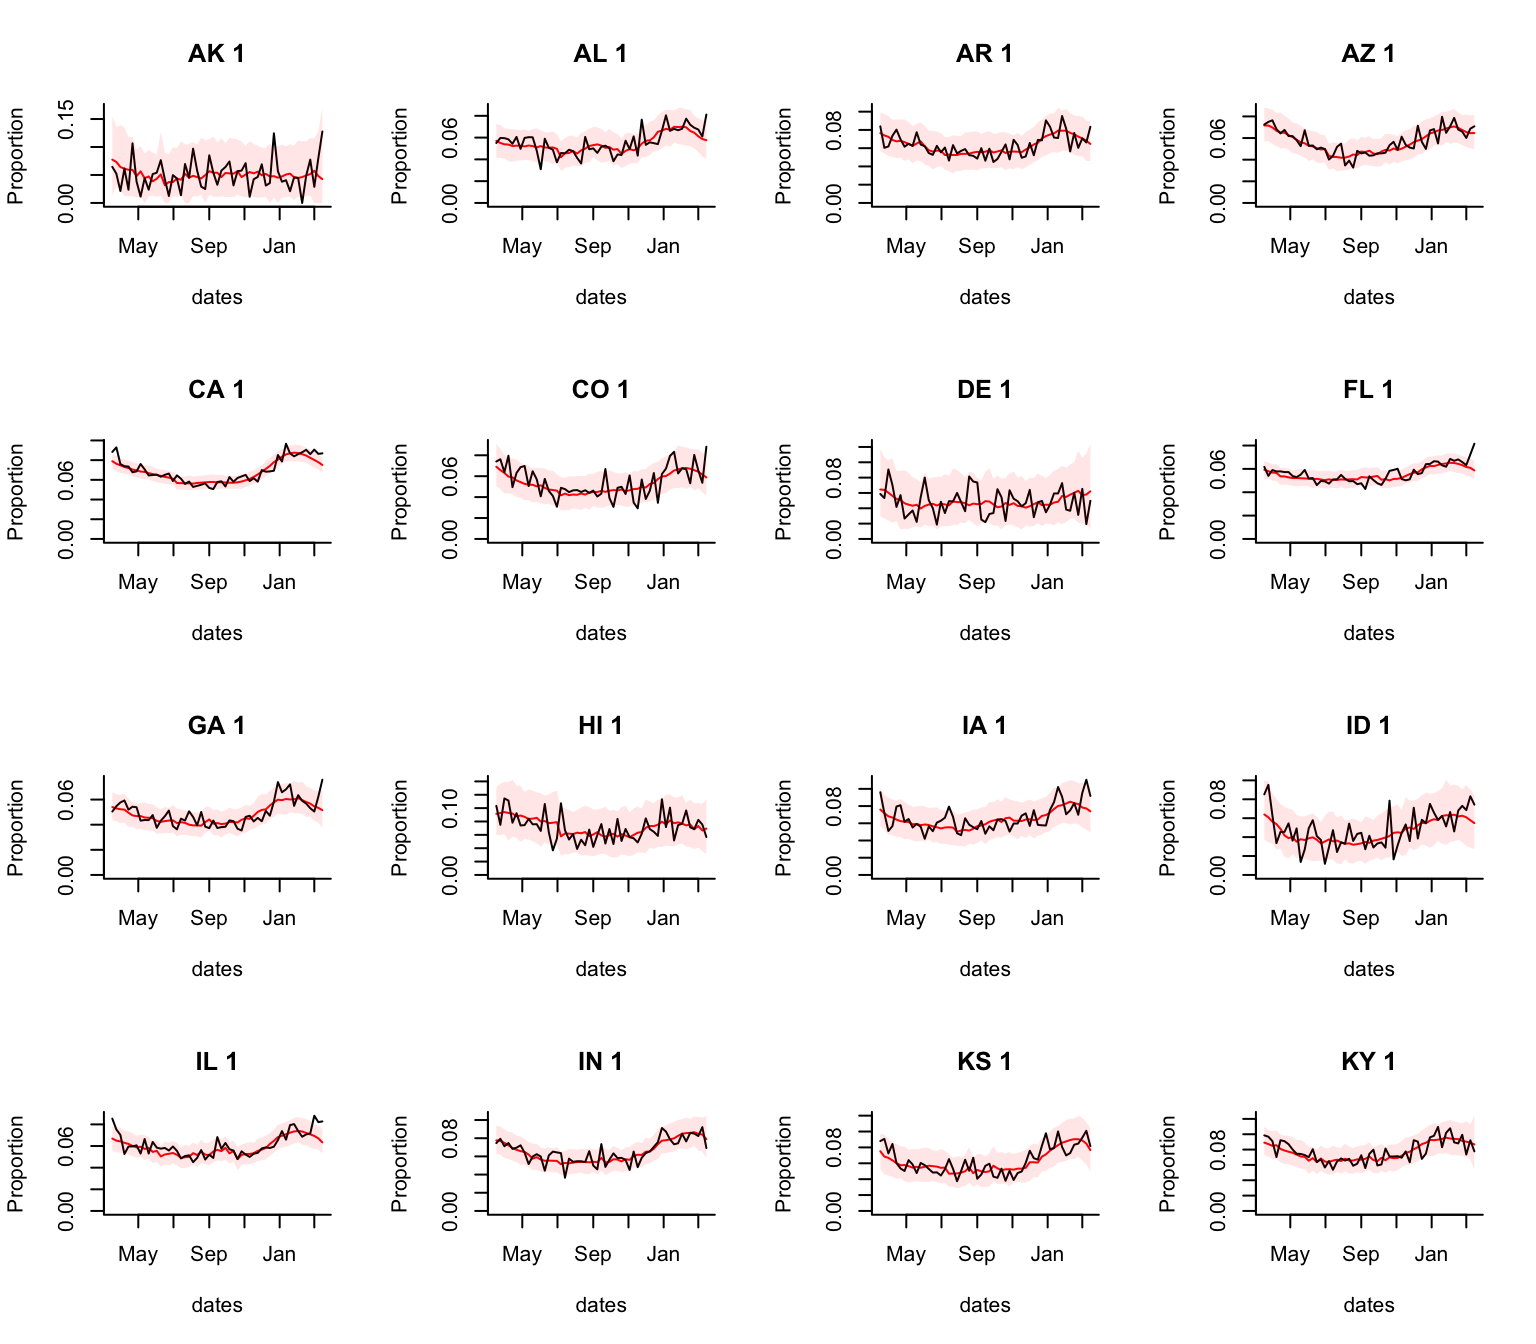 AK 1
Proportion
0.00 0.15
May Sep Jan
dates
AL 1
Proportion
0.00 0.06
May Sep Jan
dates
AR 1
Proportion
0.00 0.08
May Sep Jan
dates
AZ 1
Proportion
0.00 0.06
May Sep Jan
dates
CA 1
Proportion
0.00 0.06
May Sep Jan
dates
CO 1
Proportion
0.00 0.06
May Sep Jan
dates
DE 1
Proportion
0.00 0.08
May Sep Jan
dates
FL 1
Proportion
0.00 0.06
May Sep Jan
dates
GA 1
Proportion
0.00 0.06
May Sep Jan
dates
HI 1
Proportion
0.00 0.10
May Sep Jan
dates
IA 1
Proportion
0.00 0.08
May Sep Jan
dates
ID 1
Proportion
0.00 0.08
May Sep Jan
dates
IL 1
Proportion
0.00 0.06
May Sep Jan
dates
IN 1
Proportion
0.00 0.08
May Sep Jan
dates
KS 1
Proportion
0.00 0.08
May Sep Jan
dates
KY 1
Proportion
0.00 0.08
May Sep Jan
dates